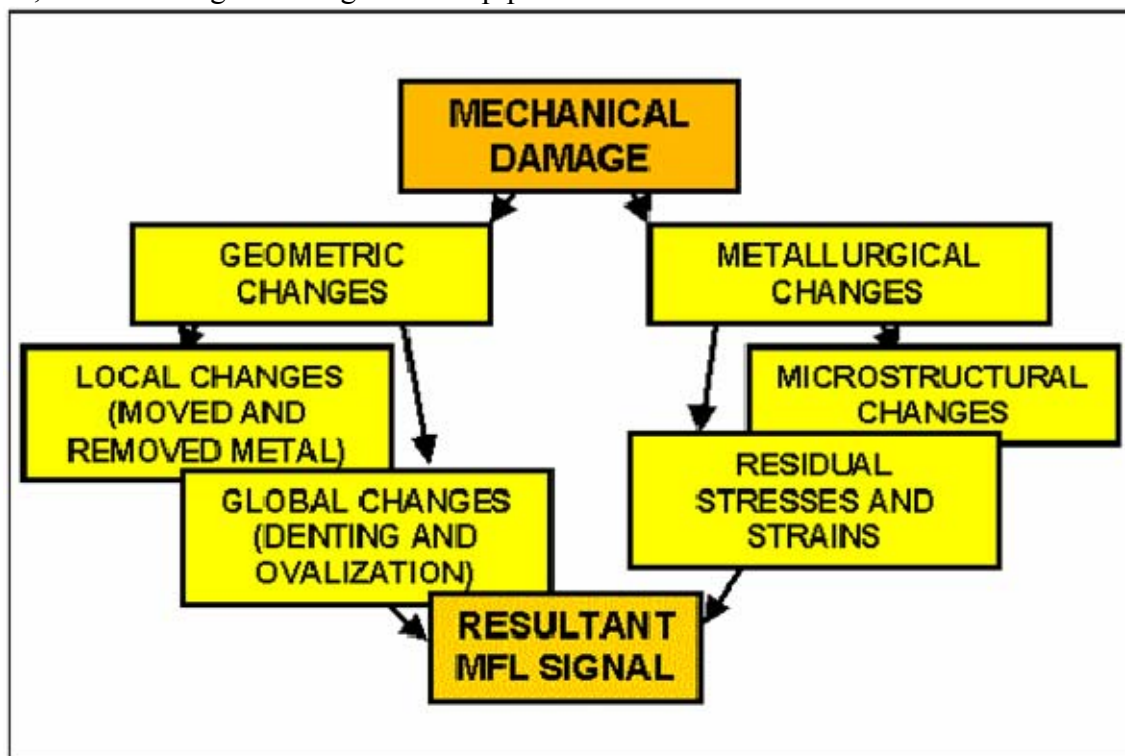 MECHANICAL
DAMAGE
GEOMETRIC
CHANGES
METALLURGICAL
CHANGES
LOCAL CHANGES
(MOVED AND
REMOVED METAL)
MICROSTRUCTURAL
CHANGES
GLOBAL CHANGES
(DENTING AND
OVALIZATION)
RESIDUAL
STRESSES AND
STRAINS
RESULTANT
MFL SIGNAL